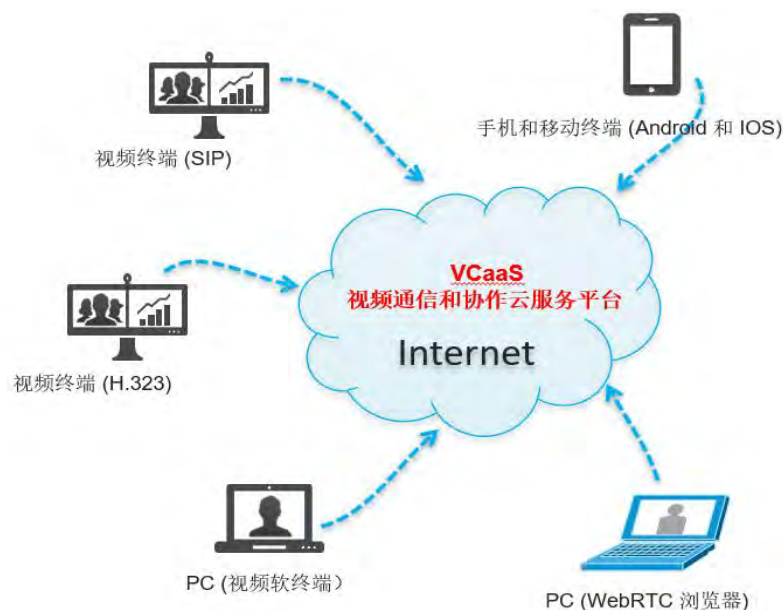 手机和移动终端 (Android 和 IOS)
视频终端 (SIP)
VCaaS
视频通信和协作云服务平台
Internet
视频终端 (H.323)
PC (视频软终端）
PC (WebRTC 浏览器)